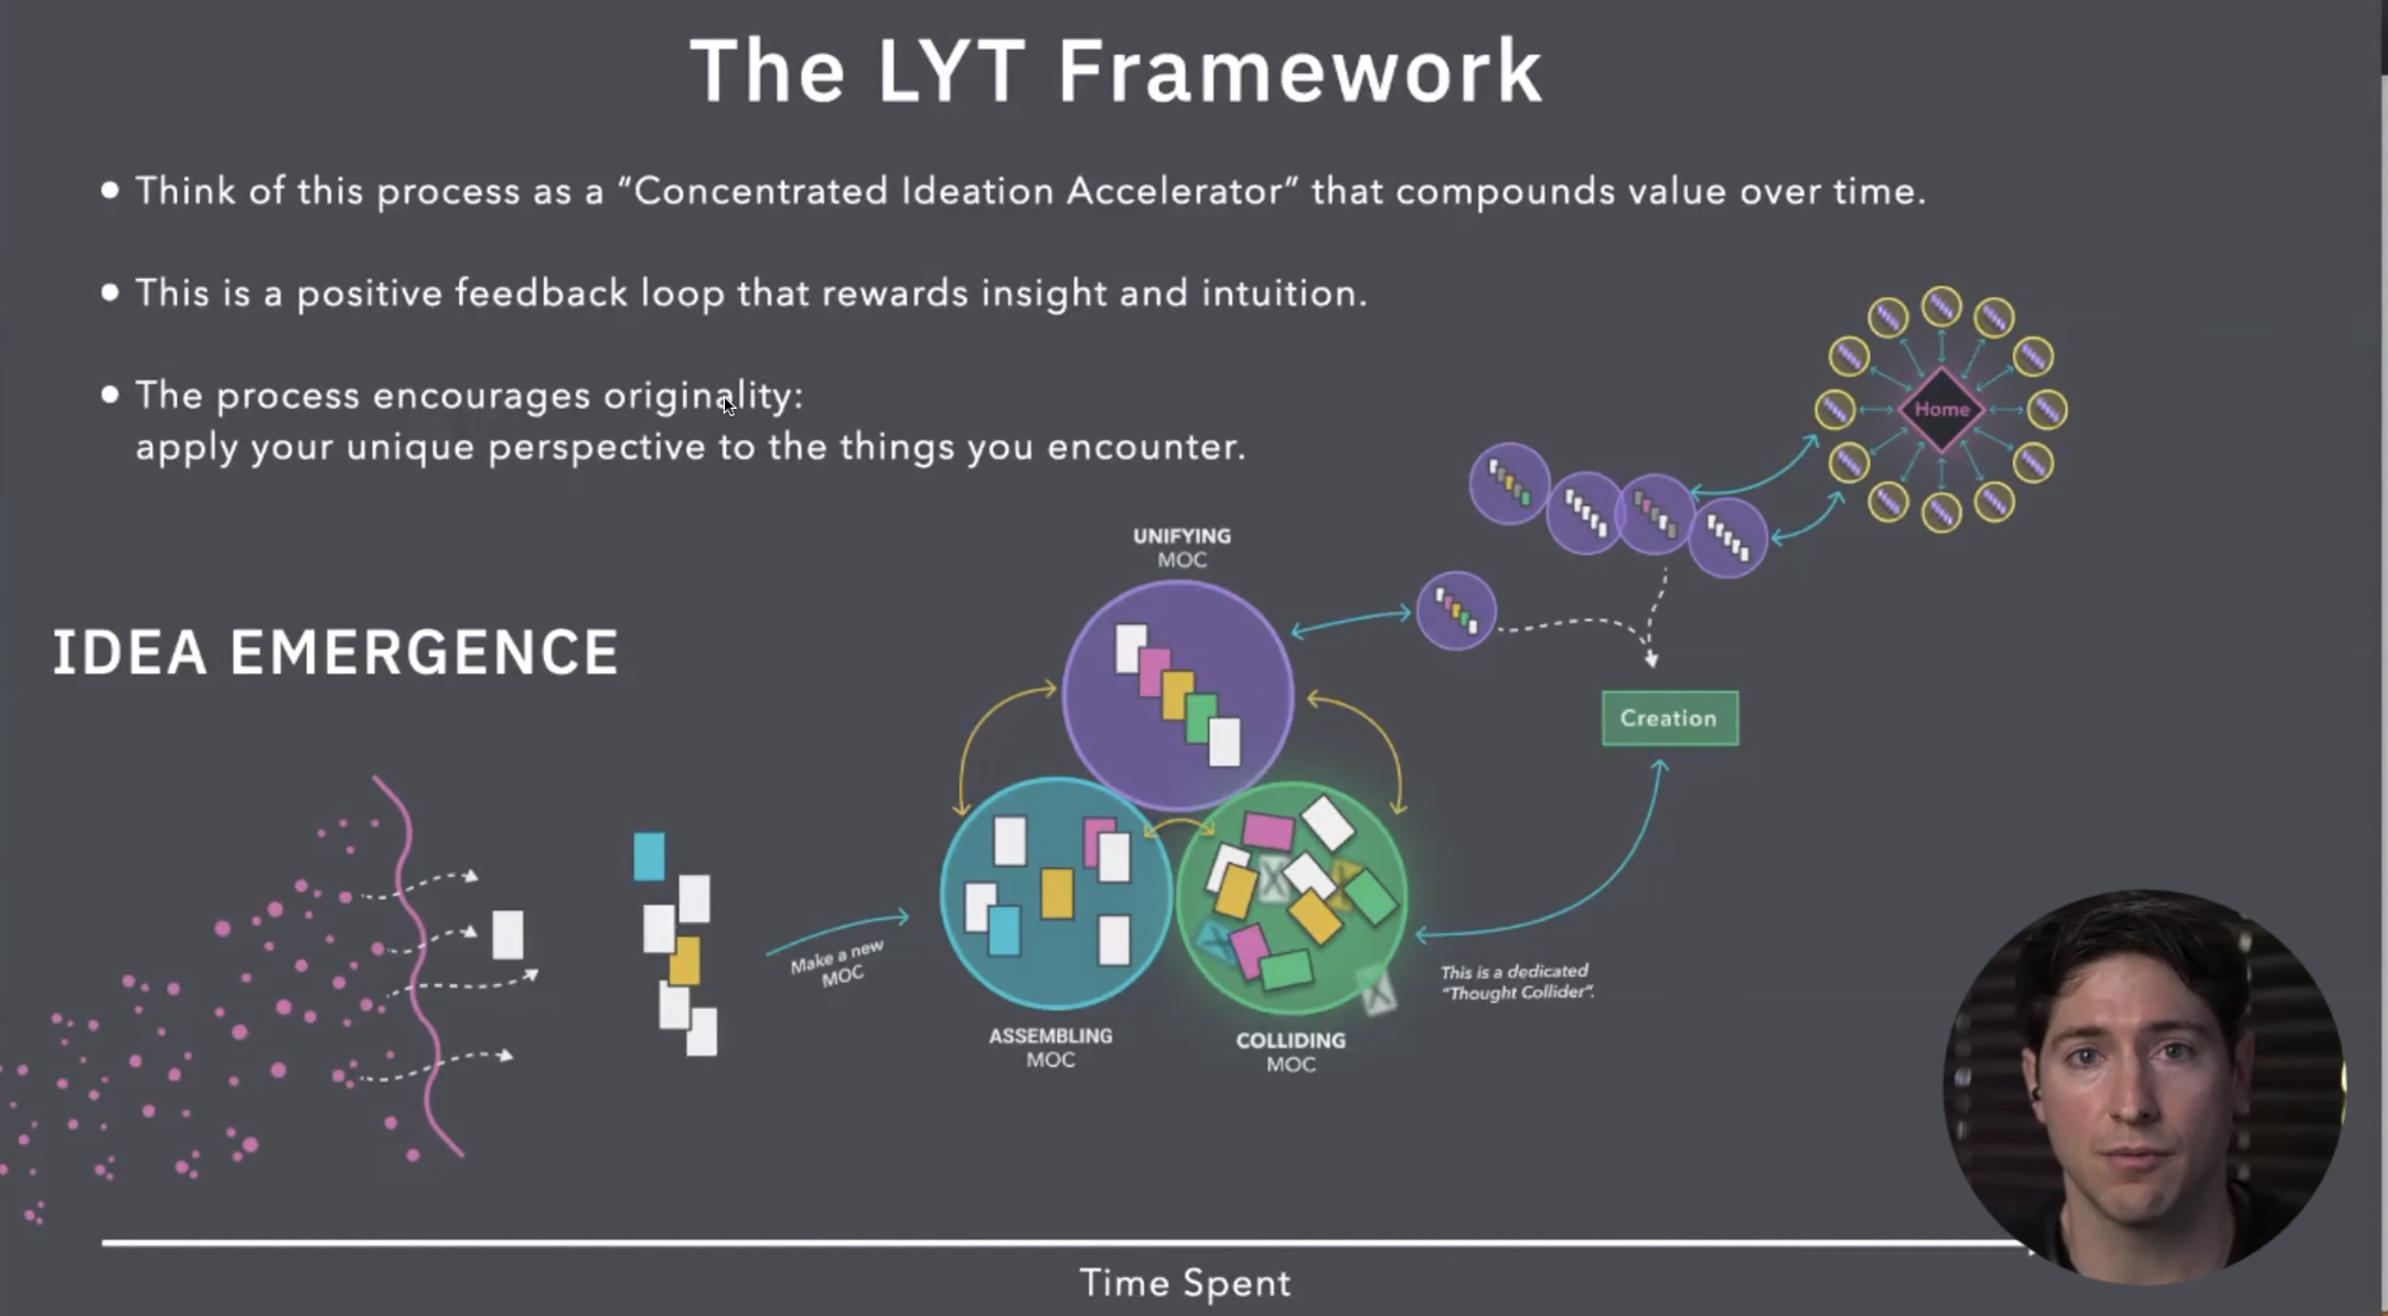 The LYT Framework
• Think of this process as a “Concentrated Ideation Accelerator” that compounds value over time.
• This is a positive feedback loop that rewards insight and intuition.
• The process encourages originality:
apply your unique perspective to the things you encounter.
Home
UNIFYING
MOC
IDEA EMERGENCE
Creation
Make a new
MOC
This is a dedicated
“Thought Collider”.
ASSEMBLING
MOC
COLLIDING
MOC
Time Spent